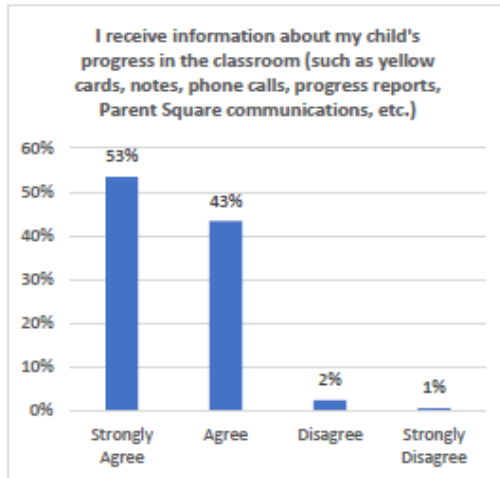 I receive information about my child's
progress in the classroom (such as yellow
cards, notes, phone calls, progress reports,
Parent Square communications, etc.)
60%
53%
50%
43%
40%
30%
20%
10%
2%
1%
0%
Strongly Agree
Agree
Disagree
Strongly Disagree